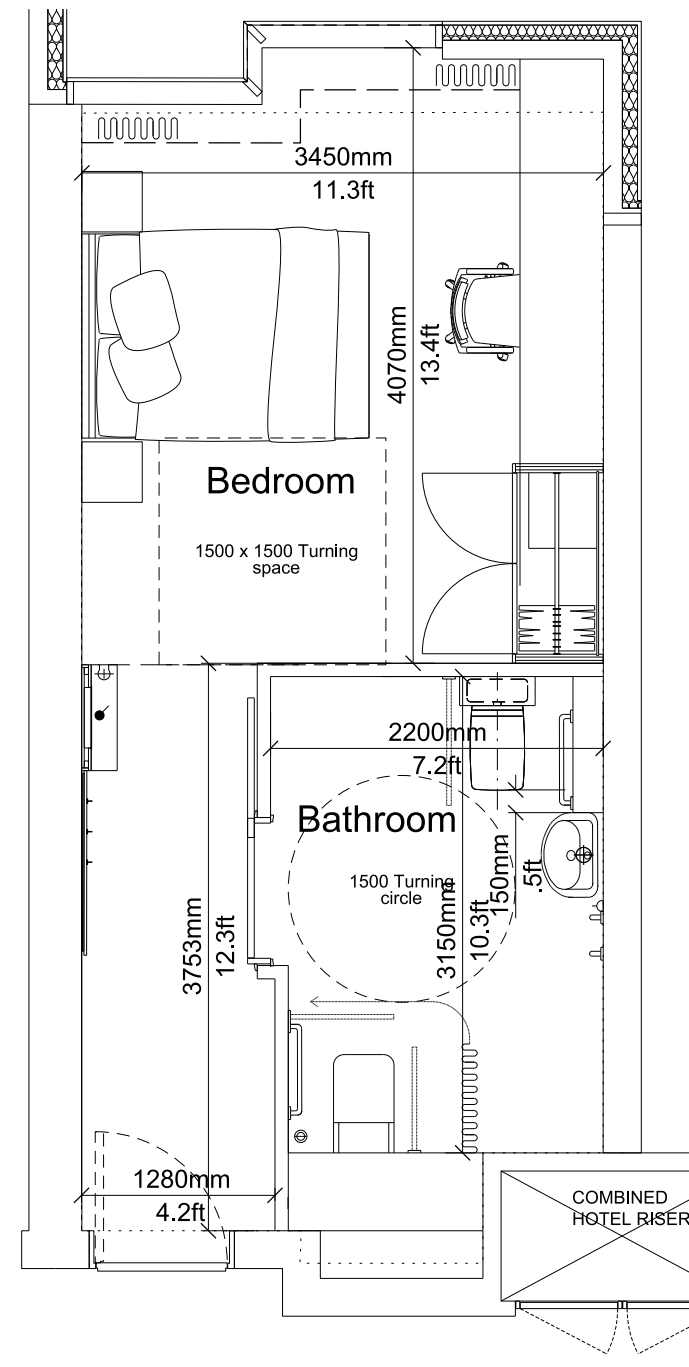 3450mm
11.3ft
4070mm
13.4ft
Bedroom
1500 x 1500 Turning
space
2200mm
7.2ft
Bathroom
1500 Turning
circle
150mm
.5ft
3150mm
10.3ft
3753mm
12.3ft
1280mm
4.2ft
COMBINED
HOTEL RISER